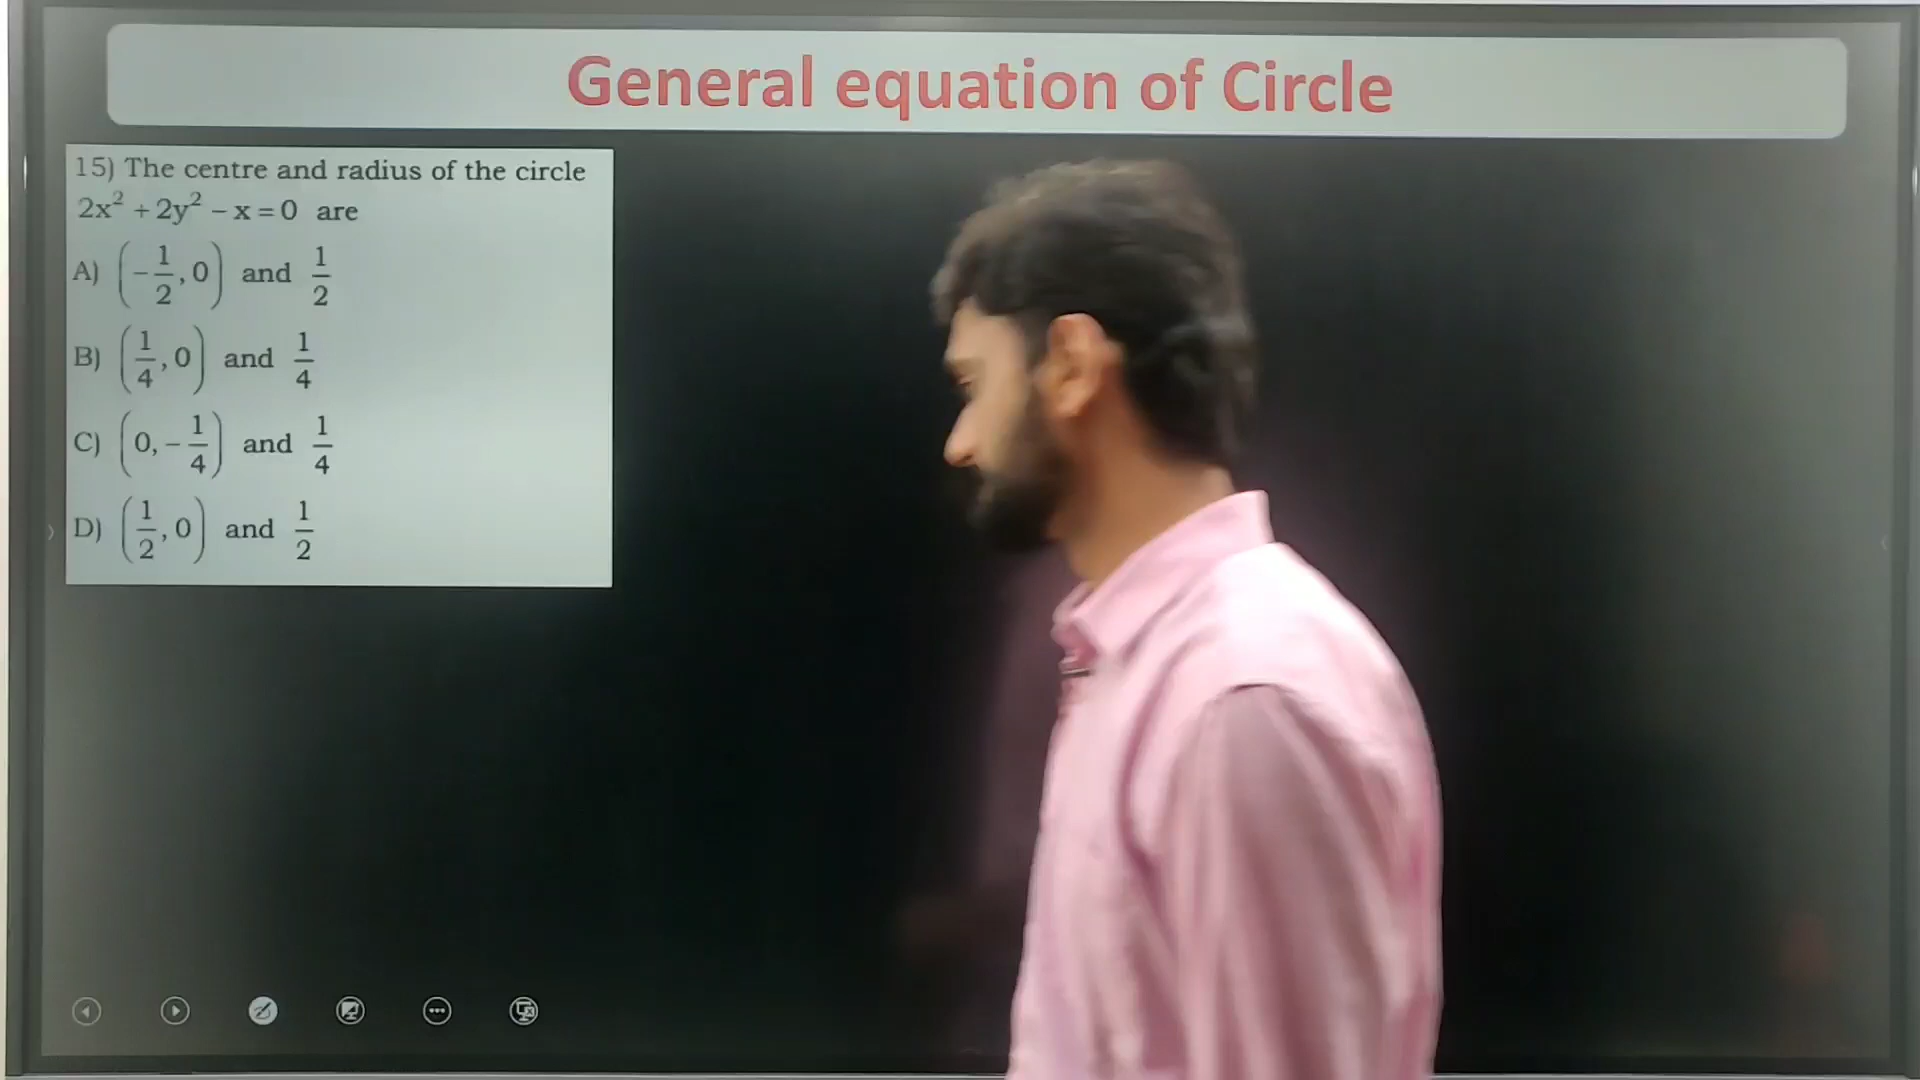 General equation of Circle
15) The centre and radius of the circle
2x² + 2y² − x = 0 are
A) (−1/2, 0) and 1/2
B) (1/4, 0) and 1/4
C) (0, −1/4) and 1/4
D) (1/2, 0) and 1/2